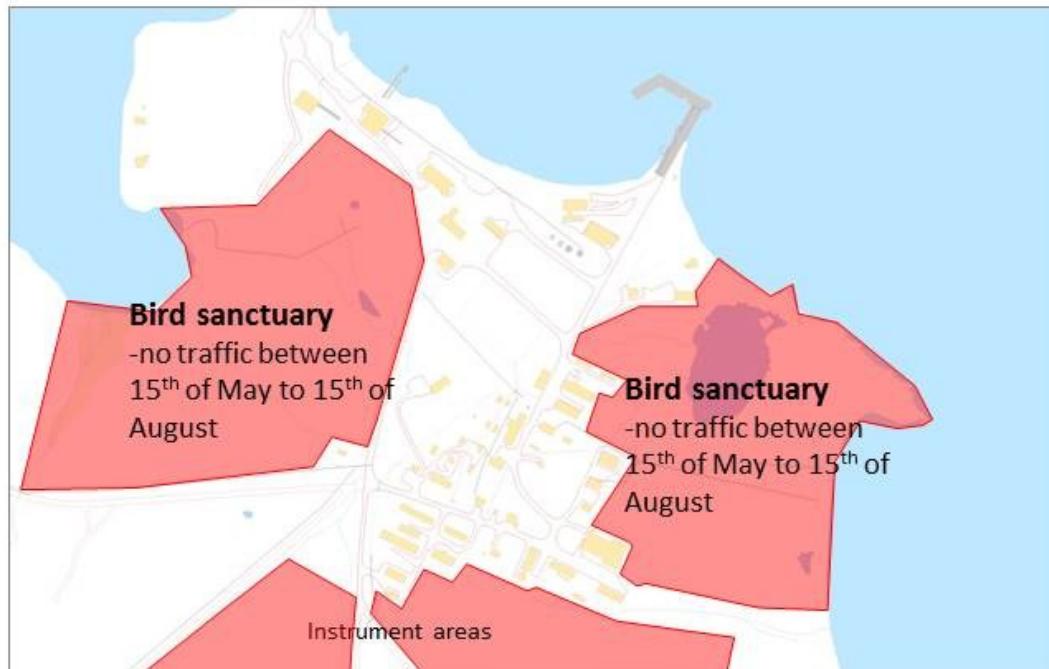 Bird sanctuary
-no traffic between
15th of May to 15th of
August
Bird sanctuary
-no traffic between
15th of May to 15th of
August
Instrument areas